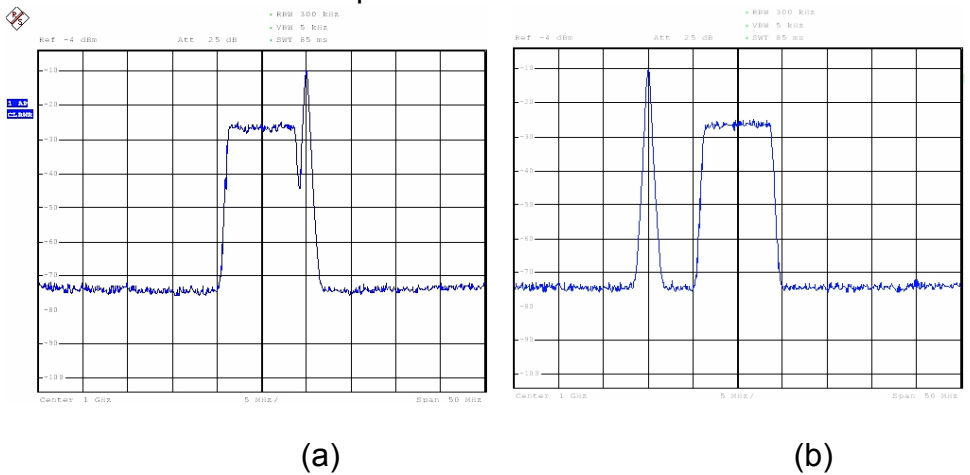 RBW 300 kHz
VBW 5 kHz
Ref -4 dBm Att 25 dB SWT 85 ms
-10
-20
1 AP
CLRWR
-30
-40
-50
-60
-70
-80
-90
-100
Center 1 GHz 5 MHz/ Span 50 MHz
RBW 300 kHz
VBW 5 kHz
Ref -4 dBm Att 25 dB SWT 85 ms
-10
-20
-30
-40
-50
-60
-70
-80
-90
-100
Center 1 GHz 5 MHz/ Span 50 MHz
(a) (b)